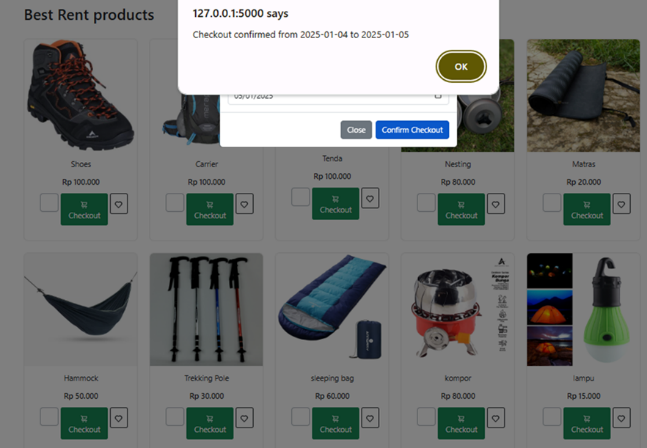 Best Rent products
127.0.0.1:5000 says
Checkout confirmed from 2025-01-04 to 2025-01-05
OK
05/01/2025
Close
Confirm Checkout
Shoes
Rp 100.000
Checkout
Carrier
Rp 100.000
Checkout
Tenda
Rp 100.000
Checkout
Nesting
Rp 80.000
Checkout
Matras
Rp 20.000
Checkout
Hammock
Rp 50.000
Checkout
Trekking Pole
Rp 30.000
Checkout
sleeping bag
Rp 60.000
Checkout
kompor
Rp 80.000
Checkout
lampu
Rp 15.000
Checkout